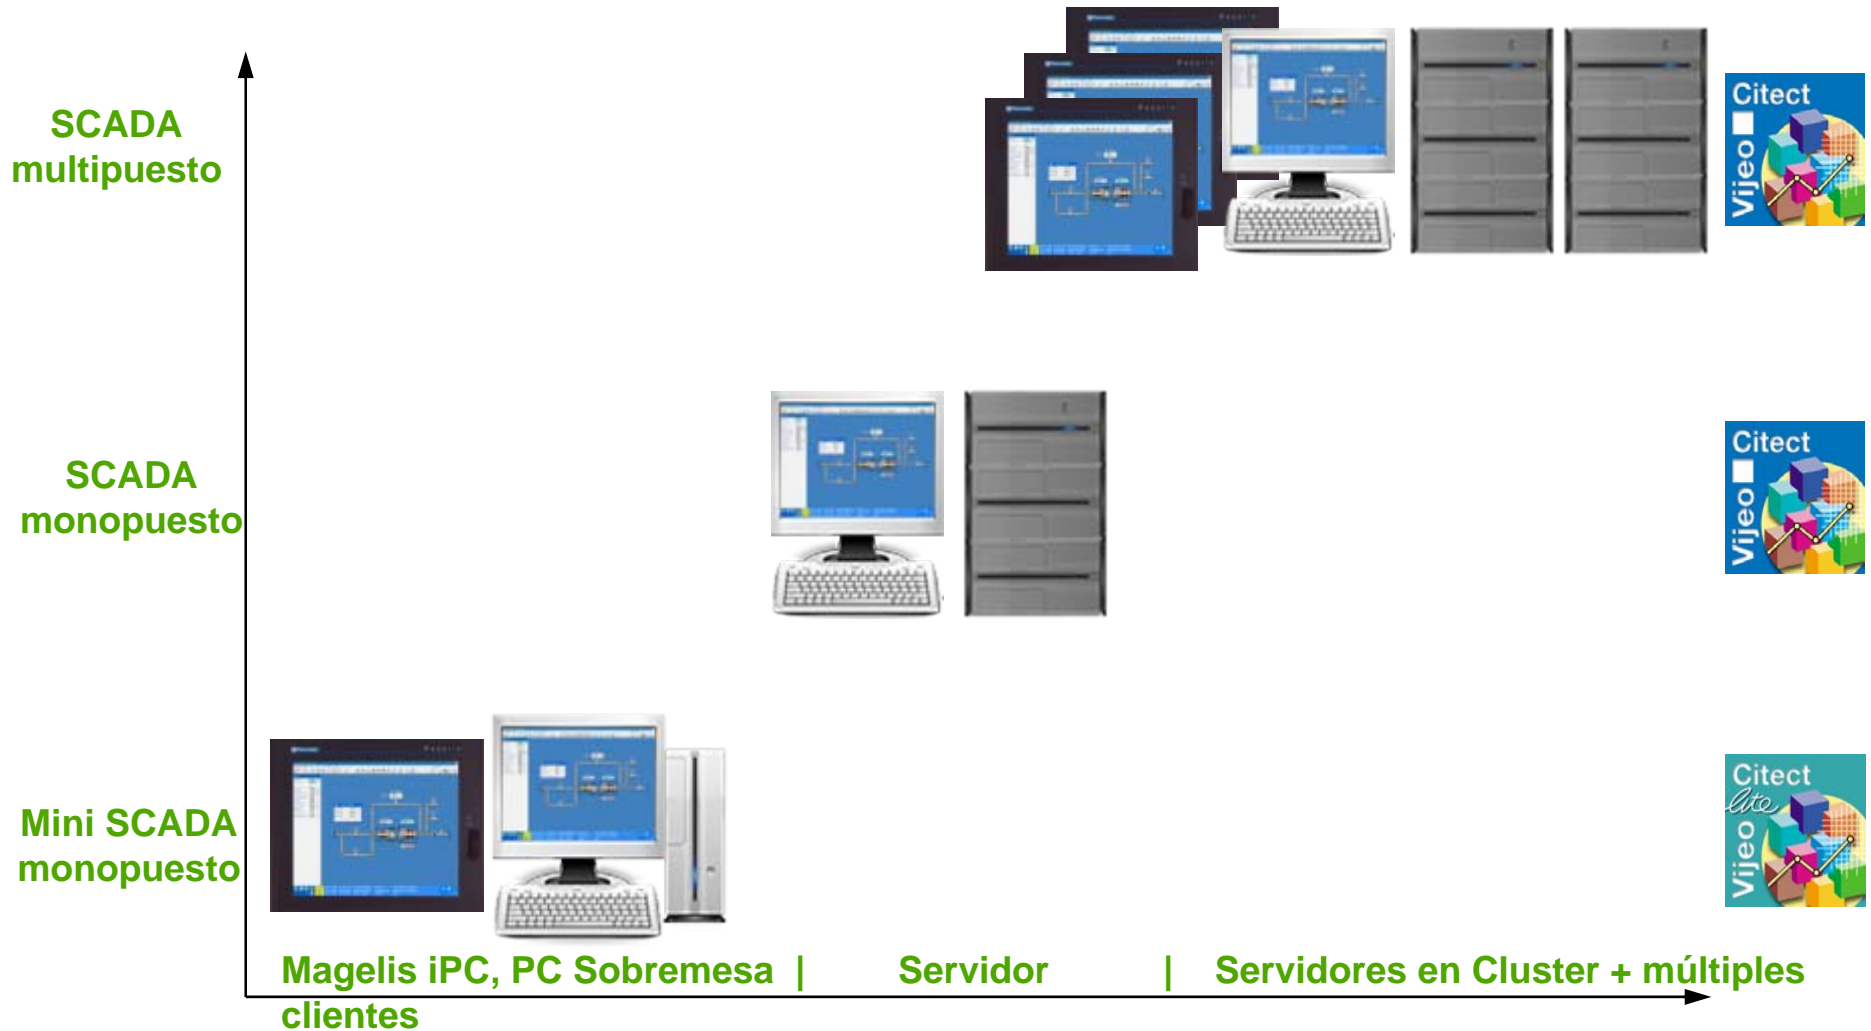 SCADA
multipuesto
Citect
Vijeo
SCADA
monopuesto
Citect
Vijeo
Mini SCADA
monopuesto
Citect
lite
Vijeo
Magelis iPC, PC Sobremesa | Servidor | Servidores en Cluster + múltiples
clientes